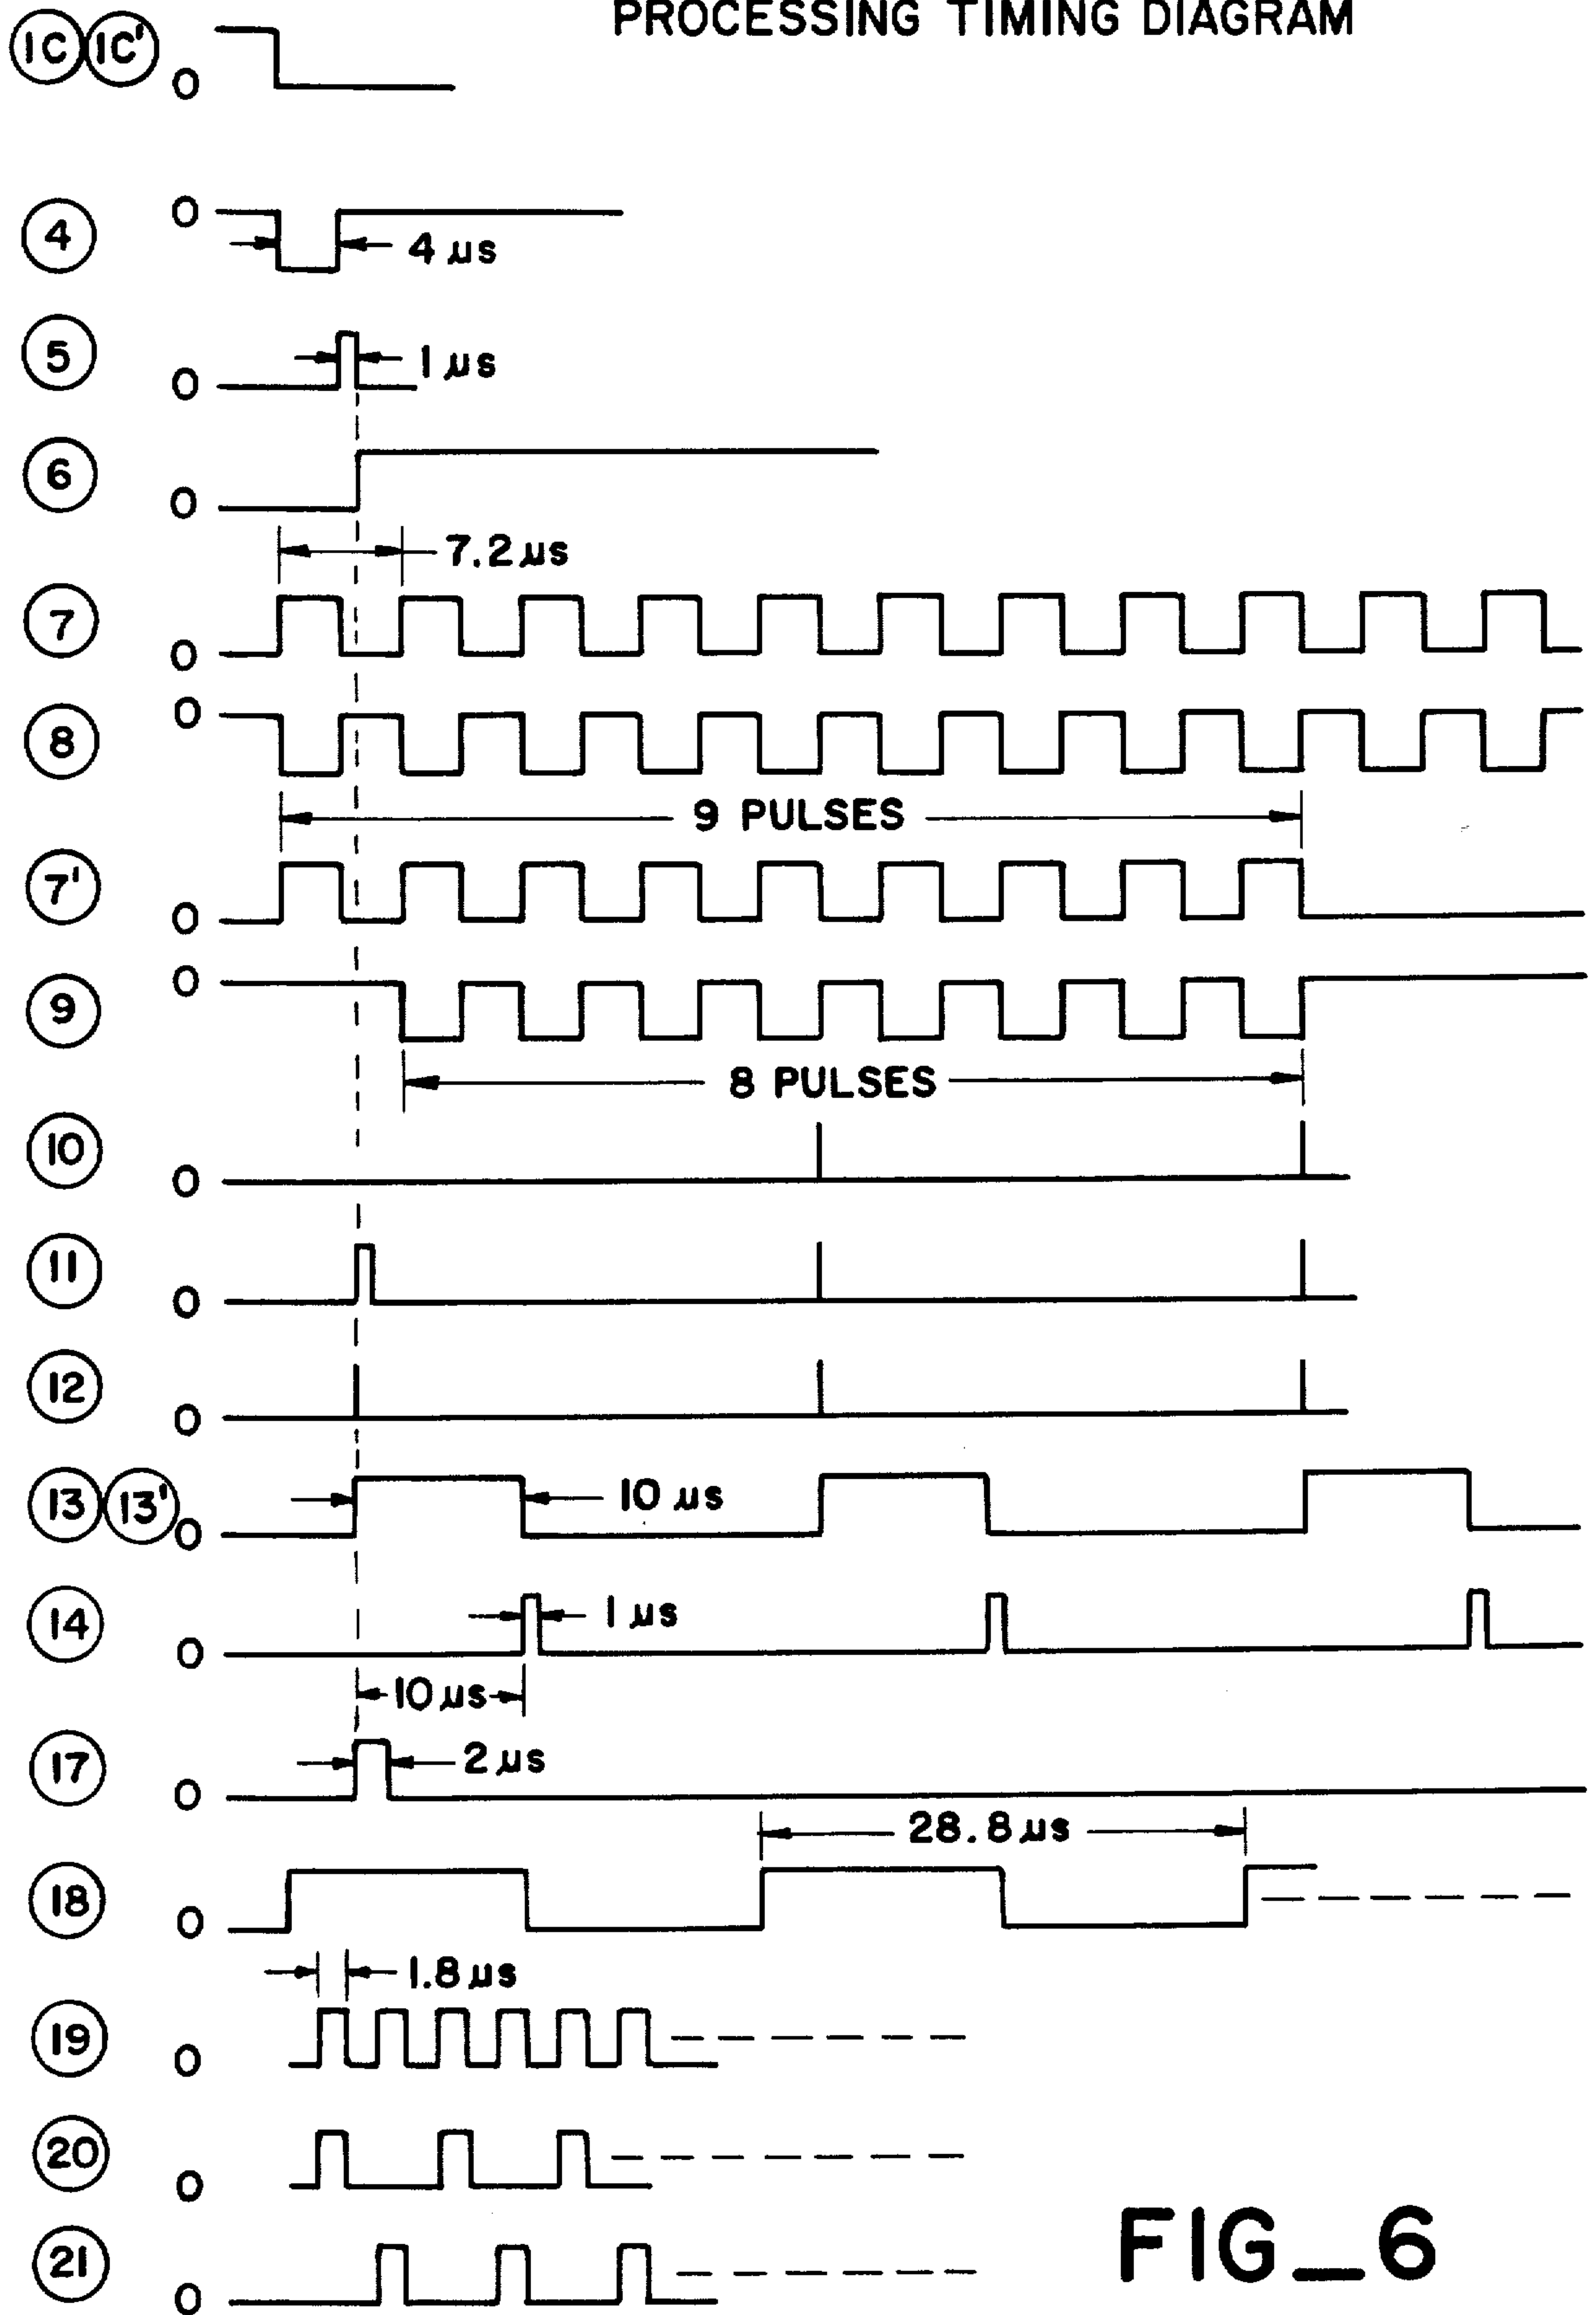 PROCESSING TIMING DIAGRAM
1C 1C' 0
4 0 4 µs
5 0 1 µs
6 0
7.2 µs
7 0
8 0
9 PULSES
7' 0
9 0
8 PULSES
10 0
11 0
12 0
13 13' 0 10 µs
14 0 1 µs
10 µs
17 0 2 µs
28.8 µs
18 0
1.8 µs
19 0
20 0
21 0
FIG_6